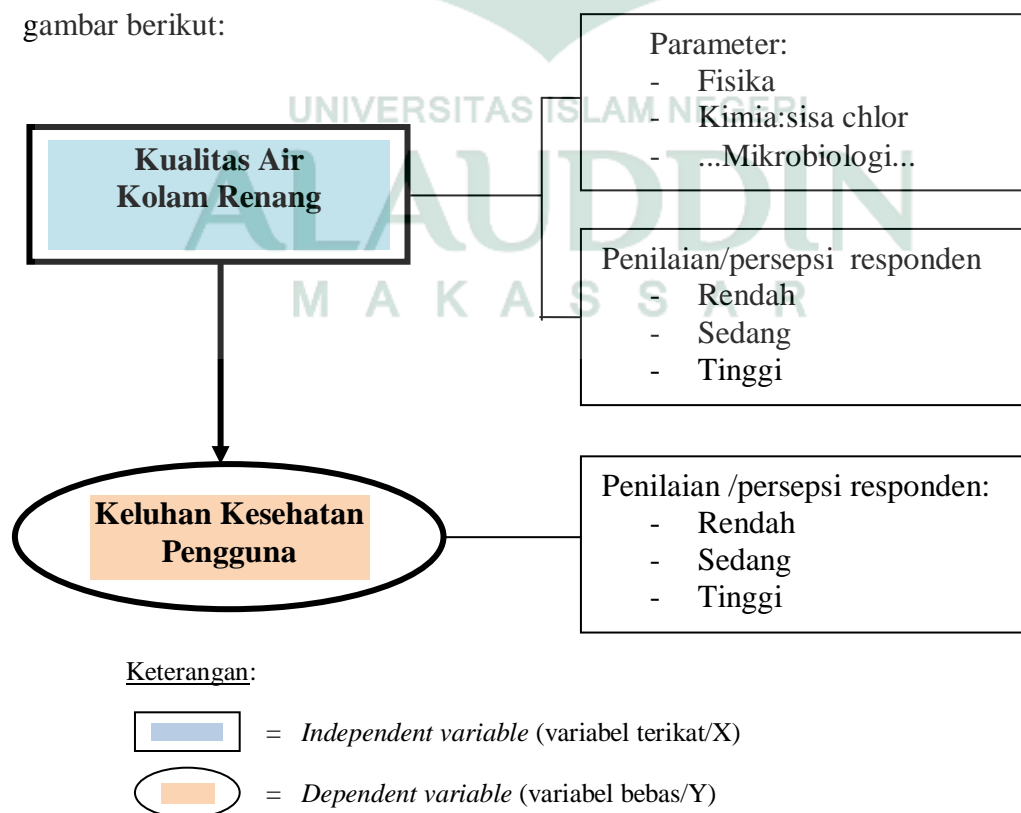 gambar berikut:
UNIVERSITAS ISLAM NEGERI
ALAUDDIN
MAKASSAR
Kualitas Air
Kolam Renang
Parameter:
- Fisika
- Kimia:sisa chlor
- ...Mikrobiologi...
Penilaian/persepsi responden
- Rendah
- Sedang
- Tinggi
Keluhan Kesehatan
Pengguna
Penilaian /persepsi responden:
- Rendah
- Sedang
- Tinggi
Keterangan:
= Independent variable (variabel terikat/X)
= Dependent variable (variabel bebas/Y)